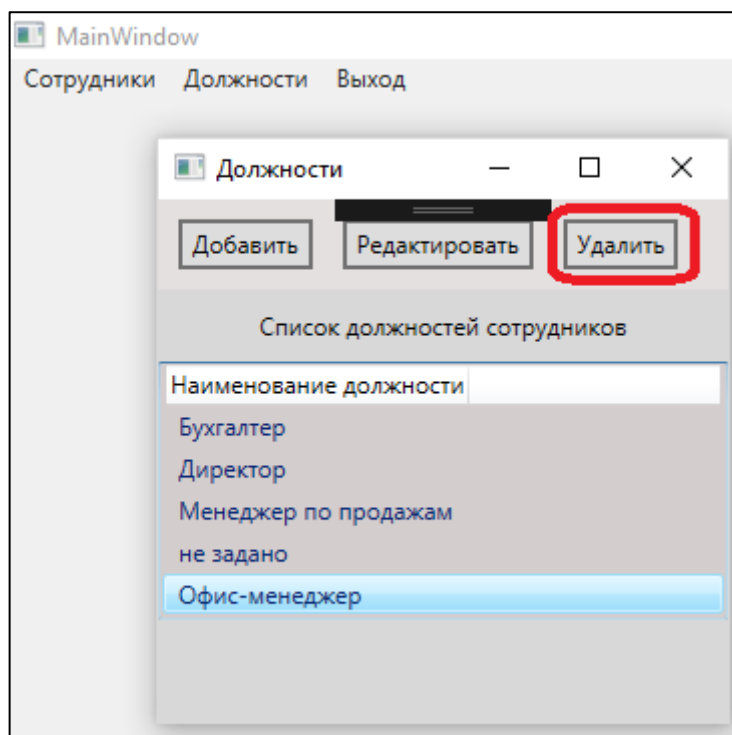 MainWindow
Сотрудники Должности Выход
Должности
Добавить Редактировать Удалить
Список должностей сотрудников
Наименование должности
Бухгалтер
Директор
Менеджер по продажам
не задано
Офис-менеджер